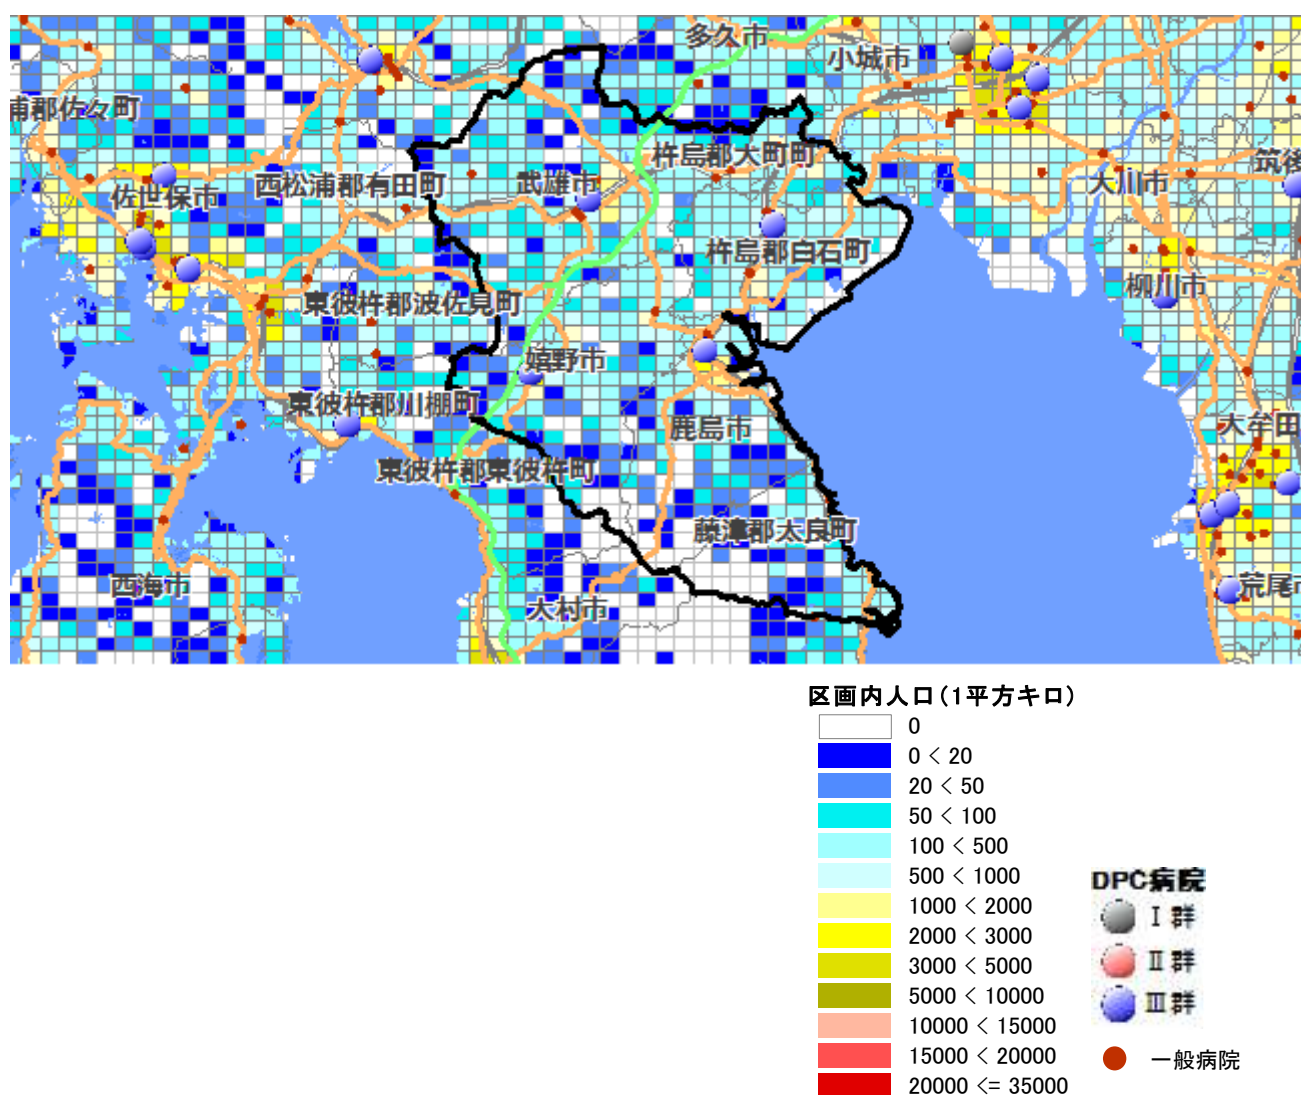 多久市
小城市
浦郡佐々町
杵島郡大町町
筑後
佐世保市
西松浦郡有田町
武雄市
大川市
杵島郡白石町
柳川市
東彼杵郡波佐見町
嬉野市
東彼杵郡川棚町
鹿島市
大牟田
東彼杵郡東彼杵町
藤津郡太良町
西海市
大村市
荒尾市
区画内人口(1平方キロ)
0
0 < 20
20 < 50
50 < 100
100 < 500
500 < 1000
1000 < 2000
2000 < 3000
3000 < 5000
5000 < 10000
10000 < 15000
15000 < 20000
20000 <= 35000
DPC病院
Ⅰ群
Ⅱ群
Ⅲ群
一般病院